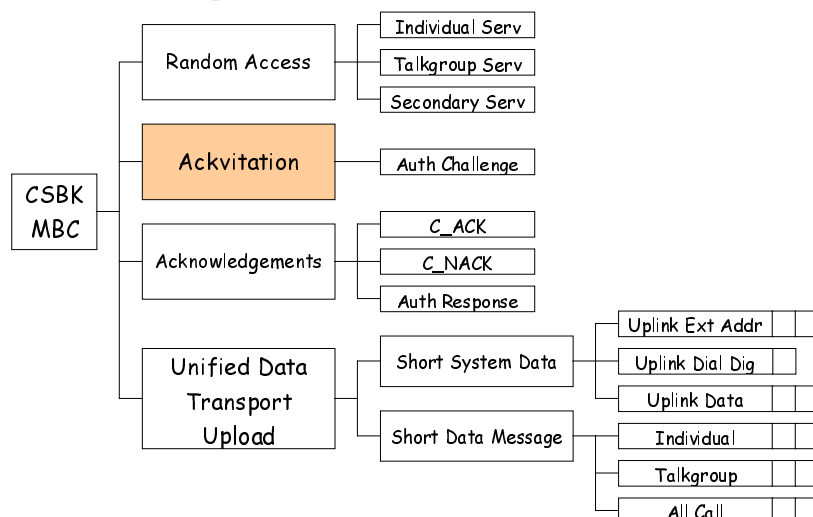 Individual Serv
Random Access
Talkgroup Serv
Secondary Serv
Ackvitation
Auth Challenge
CSBK
MBC
C_ACK
Acknowledgements
C_NACK
Auth Response
Uplink Ext Addr
Unified Data
Transport
Upload
Short System Data
Uplink Dial Dig
Uplink Data
Short Data Message
Individual
Talkgroup
All Call